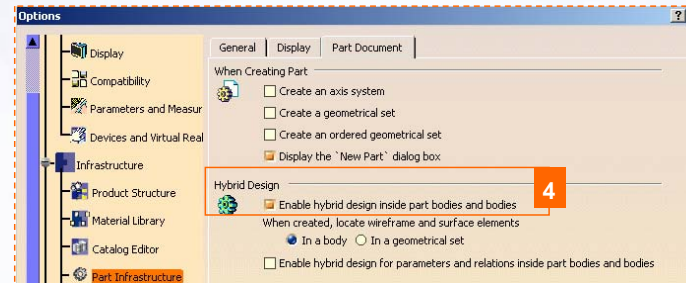 Options
?
Display
Compatibility
Parameters and Measur
Devices and Virtual Real
Infrastructure
Product Structure
Material Library
Catalog Editor
Part Infrastructure
General Display Part Document
When Creating Part
Create an axis system
Create a geometrical set
Create an ordered geometrical set
Display the `New Part` dialog box
Hybrid Design
4
Enable hybrid design inside part bodies and bodies
When created, locate wireframe and surface elements
In a body In a geometrical set
Enable hybrid design for parameters and relations inside part bodies and bodies